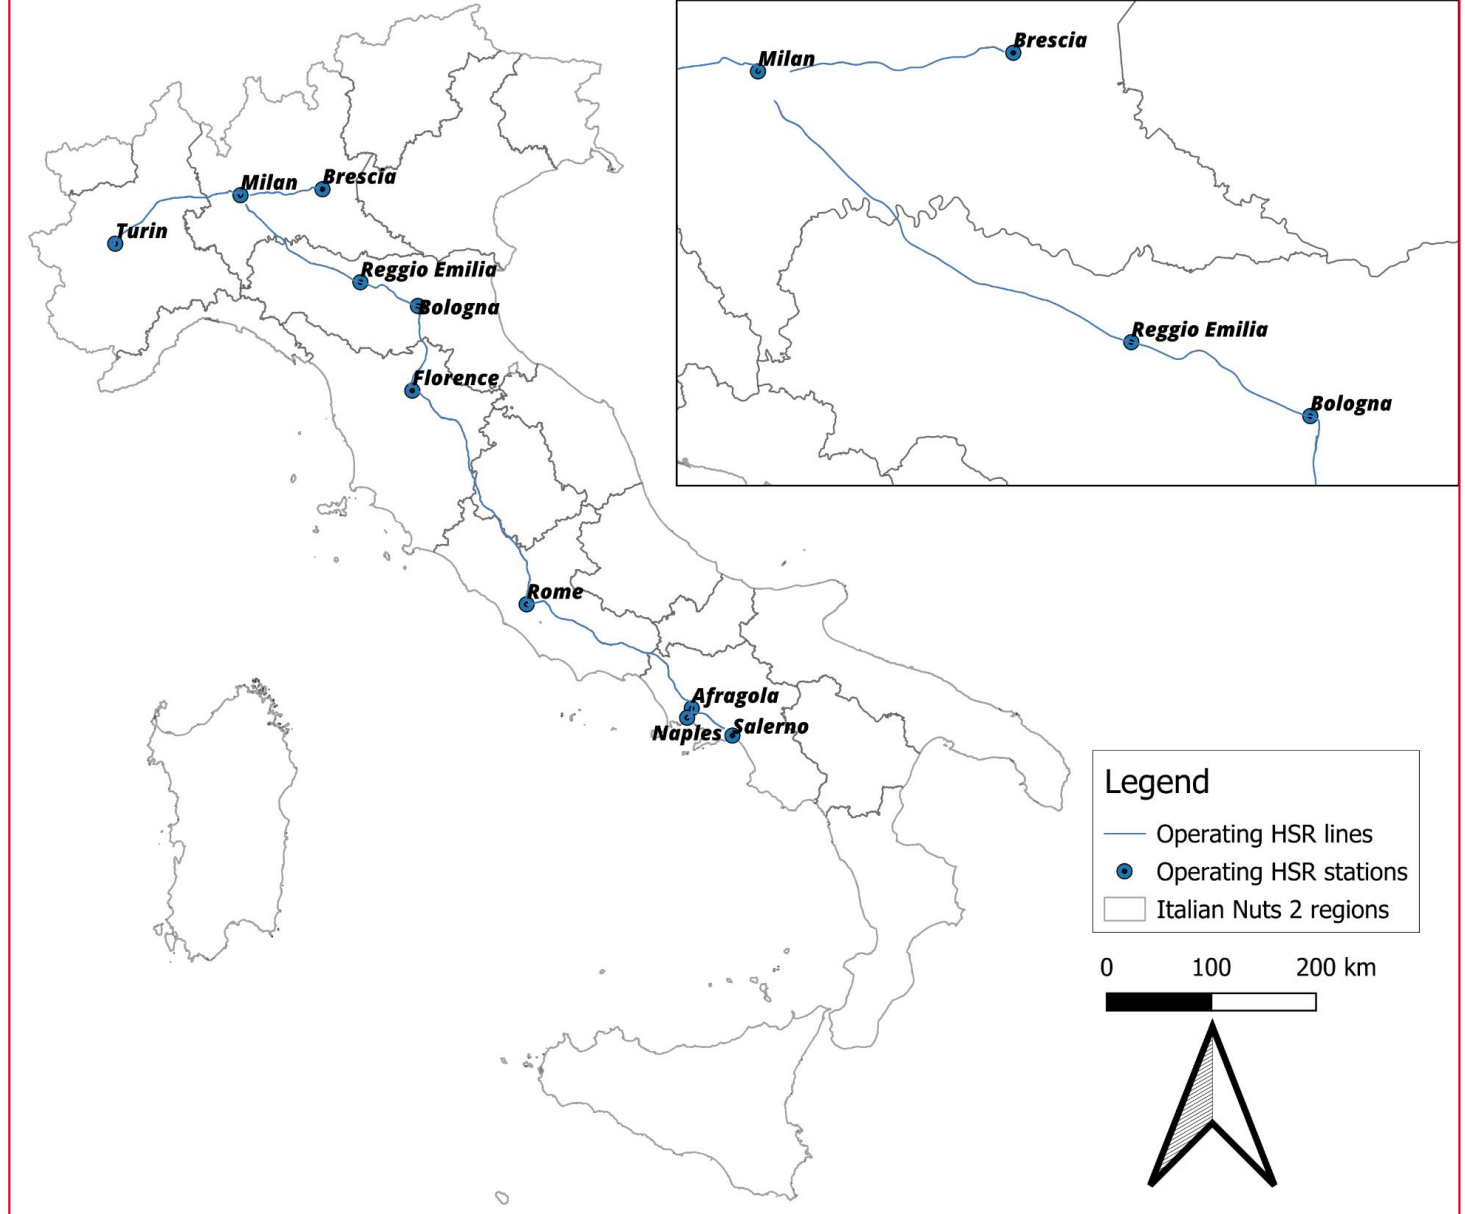 Milan
Brescia
Turin
Reggio Emilia
Bologna
Florence
Rome
Afragola
Naples
Salerno
Milan
Brescia
Reggio Emilia
Bologna
Legend
Operating HSR lines
Operating HSR stations
Italian Nuts 2 regions
0 100 200 km